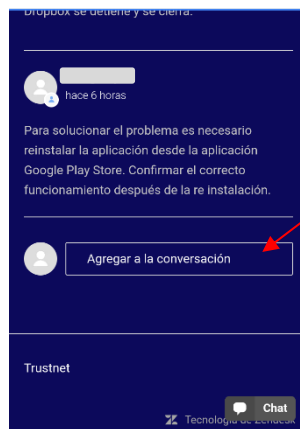 Dropbox se detiene y se cierra.
hace 6 horas
Para solucionar el problema es necesario
reinstalar la aplicación desde la aplicación
Google Play Store. Confirmar el correcto
funcionamiento después de la re instalación.
Agregar a la conversación
Trustnet
Chat
Tecnología de Zendesk